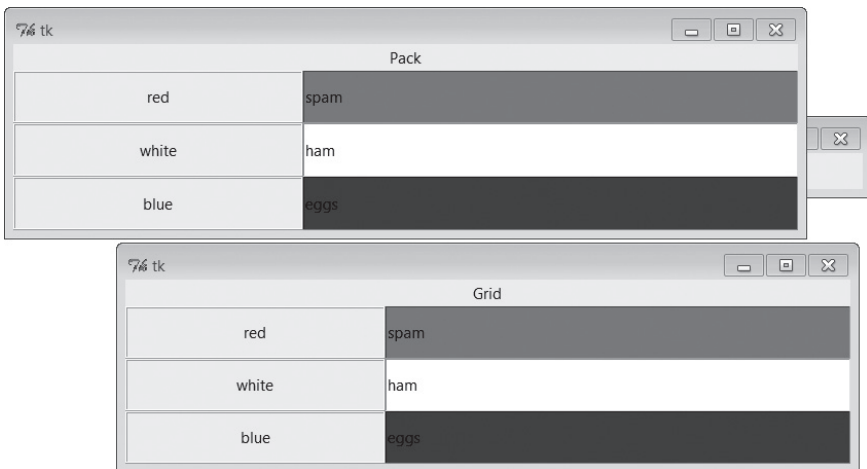 tk
Pack
red spam
white ham
blue eggs
tk
Grid
red spam
white ham
blue eggs